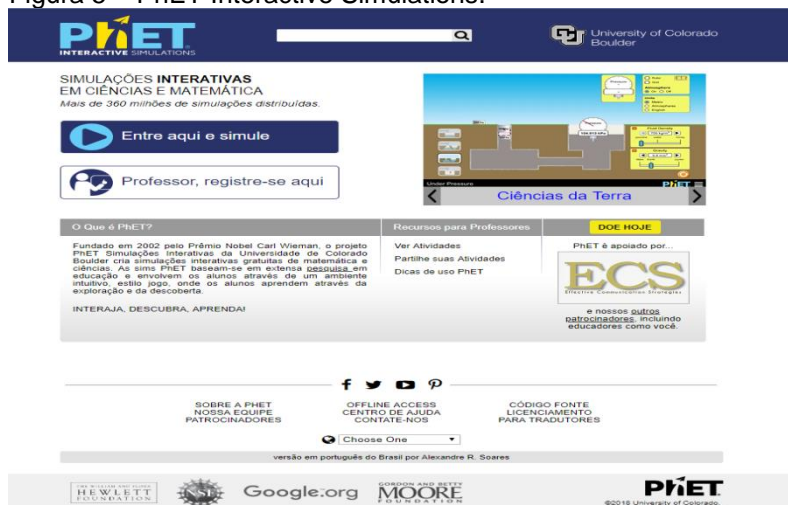 Figura 3 – PhET Interactive Simulations.
PhET
INTERACTIVE SIMULATIONS
University of Colorado
Boulder
SIMULAÇÕES INTERATIVAS
EM CIÊNCIAS E MATEMÁTICA
Mais de 360 milhões de simulações distribuídas.
Entre aqui e simule
Professor, registre-se aqui
Under Pressure
PhET
Ciências da Terra
O Que é PhET?
Fundado em 2002 pelo Prêmio Nobel Carl Wieman, o projeto
PhET Simulações Interativas da Universidade de Colorado
Boulder cria simulações interativas gratuitas de matemática e
ciências. As sims PhET baseam-se em extensa pesquisa em
educação e envolvem os alunos através de um ambiente
intuitivo, estilo jogo, onde os alunos aprendem através da
exploração e da descoberta.
INTERAJA, DESCUBRA, APRENDA!
Recursos para Professores
Ver Atividades
Partilhe suas Atividades
Dicas de uso PhET
DOE HOJE
PhET é apoiado por...
ECS
Effective Communication Strategies
e nossos outros
patrocinadores, incluindo
educadores como você.
SOBRE A PHET
NOSSA EQUIPE
PATROCINADORES
OFFLINE ACCESS
CENTRO DE AJUDA
CONTATE-NOS
CÓDIGO FONTE
LICENCIAMENTO
PARA TRADUTORES
Choose One
versão em português do Brasil por Alexandre R. Soares
THE WILLIAM AND FLORA
HEWLETT
FOUNDATION
NSF
Google.org
GORDON AND BETTY
MOORE
FOUNDATION
PhET
©2018 University of Colorado.